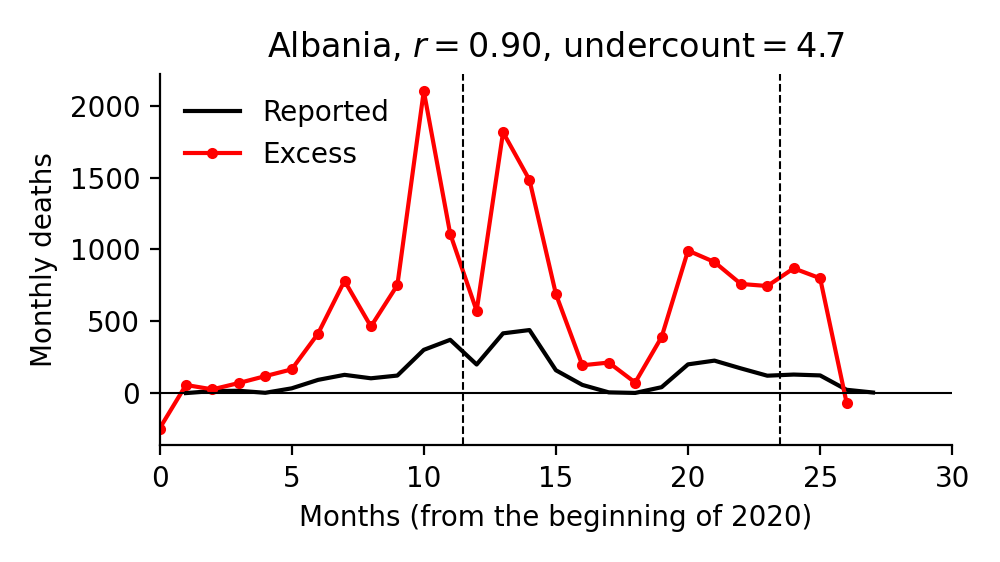 Albania, r = 0.90, undercount = 4.7
Reported
Excess
Monthly deaths
2000
1500
1000
500
0
0 5 10 15 20 25 30
Months (from the beginning of 2020)